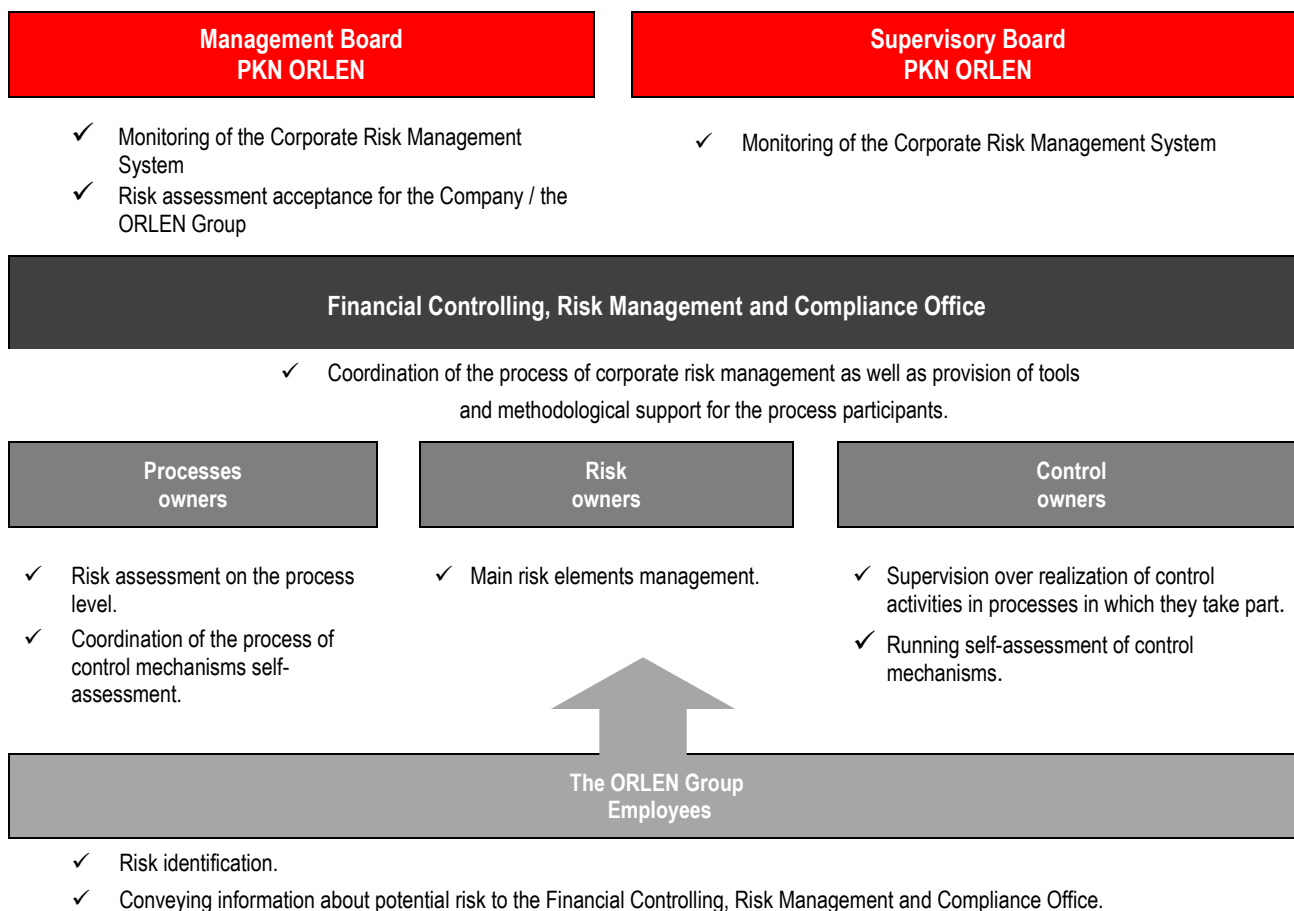 Management Board
PKN ORLEN
Supervisory Board
PKN ORLEN
✓ Monitoring of the Corporate Risk Management
System
✓ Risk assessment acceptance for the Company / the
ORLEN Group
✓ Monitoring of the Corporate Risk Management System
Financial Controlling, Risk Management and Compliance Office
✓ Coordination of the process of corporate risk management as well as provision of tools
and methodological support for the process participants.
Processes
owners
Risk
owners
Control
owners
✓ Risk assessment on the process
level.
✓ Coordination of the process of
control mechanisms self-
assessment.
✓ Main risk elements management.
✓ Supervision over realization of control
activities in processes in which they take part.
✓ Running self-assessment of control
mechanisms.
The ORLEN Group
Employees
✓ Risk identification.
✓ Conveying information about potential risk to the Financial Controlling, Risk Management and Compliance Office.